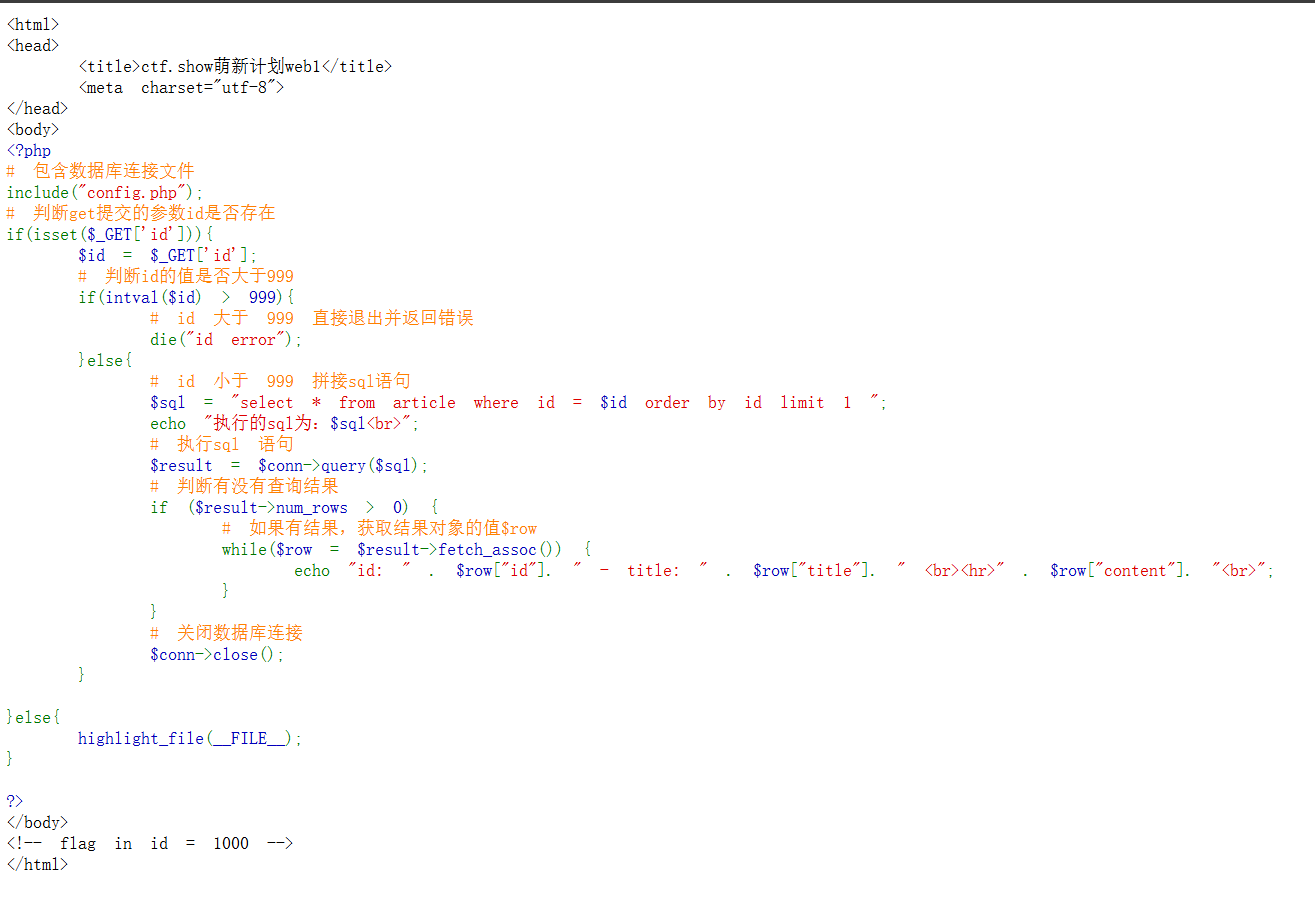 <html>
<head>
<title>ctf.show萌新计划web1</title>
<meta charset="utf-8">
</head>
<body>
<?php
# 包含数据库连接文件
include("config.php");
# 判断get提交的参数id是否存在
if(isset($_GET['id'])){
$id = $_GET['id'];
# 判断id的值是否大于999
if(intval($id) > 999){
# id 大于 999 直接退出并返回错误
die("id error");
}else{
# id 小于 999 拼接sql语句
$sql = "select * from article where id = $id order by id limit 1 ";
echo "执行的sql为：$sql<br>";
# 执行sql 语句
$result = $conn->query($sql);
# 判断有没有查询结果
if ($result->num_rows > 0) {
# 如果有结果，获取结果对象的值$row
while($row = $result->fetch_assoc()) {
echo "id: " . $row["id"]. " - title: " . $row["title"]. " <br><hr>" . $row["content"]. "<br>";
}
}
# 关闭数据库连接
$conn->close();
}
}else{
highlight_file(__FILE__);
}
?>
</body>
<!-- flag in id = 1000 -->
</html>